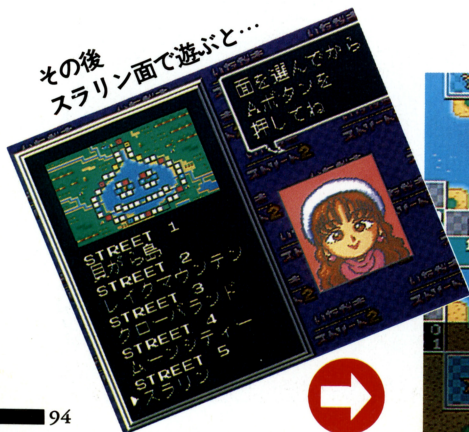 その後
スラリン面で遊ぶと…
面を選んでから
Aボタンを
押してね
STREET 1
貝がら島
STREET 2
レイクマウンテン
STREET 3
グローバランド
STREET 4
ムーンシティー
STREET 5
▶スラリン
0
1
94